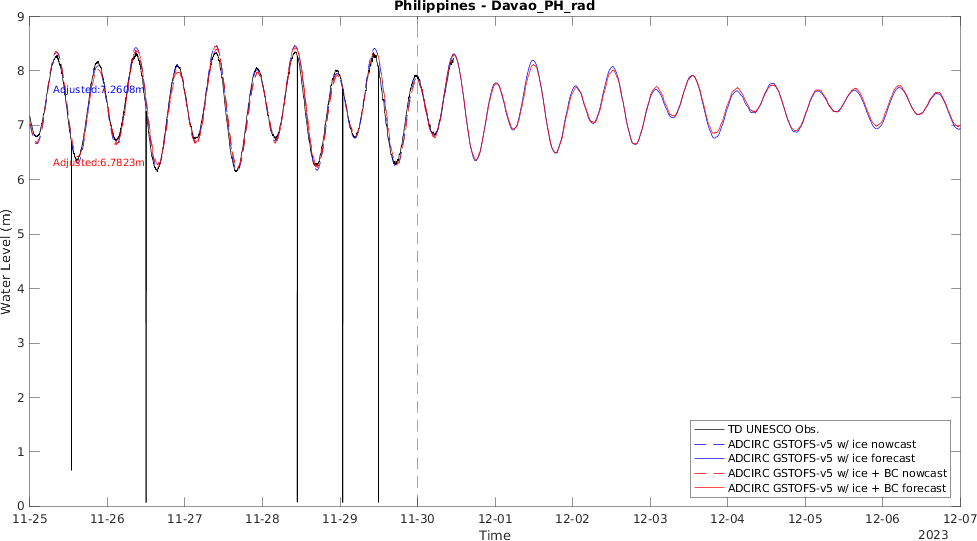 Philippines - Davao_PH_rad
9
8
7
6
5
4
3
2
1
0
Water Level (m)
Adjusted:7.2608m
Adjusted:6.7823m
TD UNESCO Obs.
ADCIRC GSTOFS-v5 w/ ice nowcast
ADCIRC GSTOFS-v5 w/ ice forecast
ADCIRC GSTOFS-v5 w/ ice + BC nowcast
ADCIRC GSTOFS-v5 w/ ice + BC forecast
11-25 11-26 11-27 11-28 11-29 11-30 12-01 12-02 12-03 12-04 12-05 12-06 12-07
Time
2023